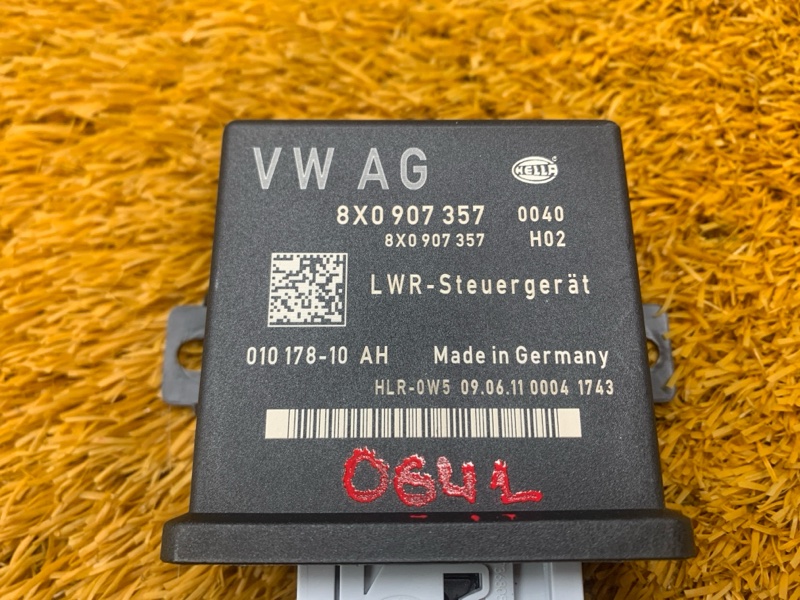 VW AG HELLA
8X0 907 357 0040
8X0 907 357 H02
LWR-Steuergerät
010 178-10 AH Made in Germany
HLR-0W5 09.06.11 0004 1743
064L